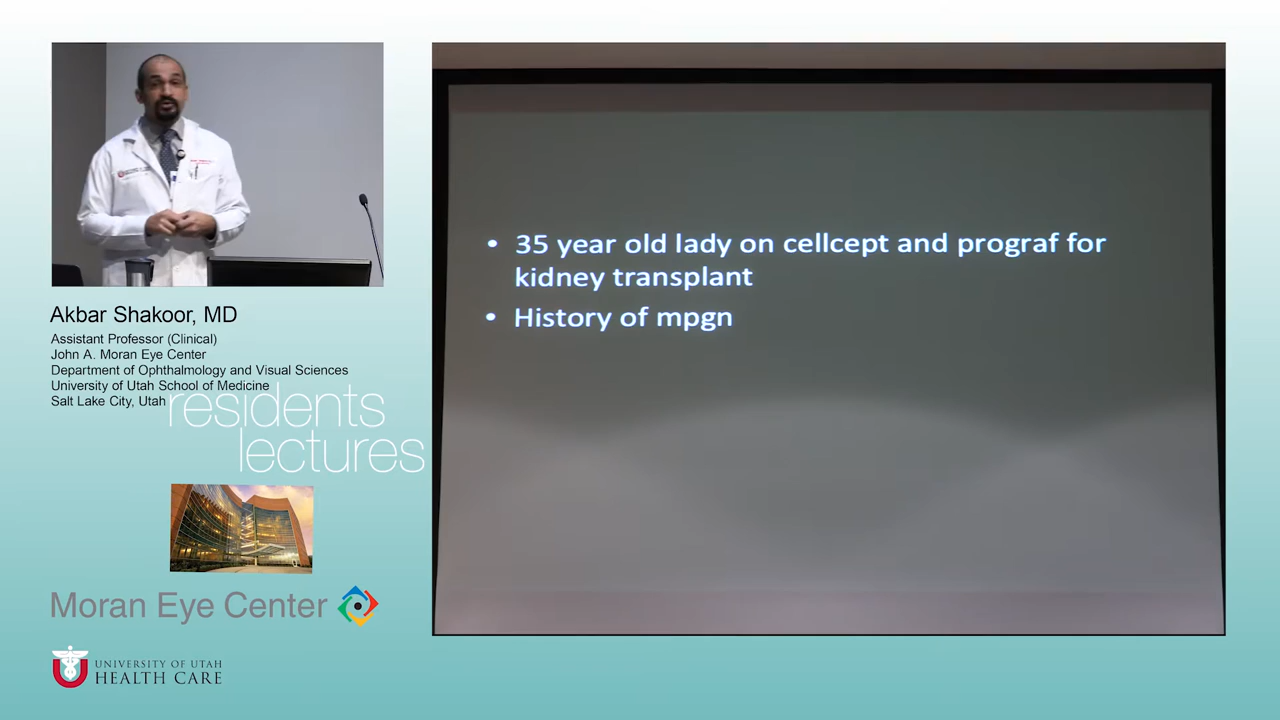 Akbar Shakoor, MD
Assistant Professor (Clinical)
John A. Moran Eye Center
Department of Ophthalmology and Visual Sciences
University of Utah School of Medicine
Salt Lake City, Utah
residents
lectures
Moran Eye Center
UNIVERSITY OF UTAH
HEALTH CARE
• 35 year old lady on cellcept and prograf for
kidney transplant
• History of mpgn